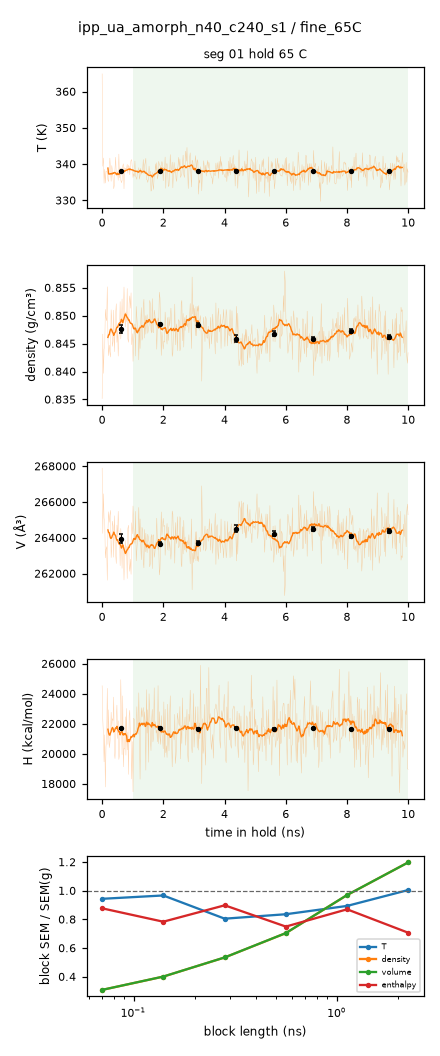 ipp_ua_amorph_n40_c240_s1 / fine_65C
seg 01 hold 65 C
T (K)
360
350
340
330
0 2 4 6 8 10
density (g/cm³)
0.855
0.850
0.845
0.840
0.835
0 2 4 6 8 10
V (Å³)
268000
266000
264000
262000
0 2 4 6 8 10
H (kcal/mol)
26000
24000
22000
20000
18000
0 2 4 6 8 10
time in hold (ns)
block SEM / SEM(g)
1.2
1.0
0.8
0.6
0.4
T
density
volume
enthalpy
10⁻¹ 10⁰
block length (ns)